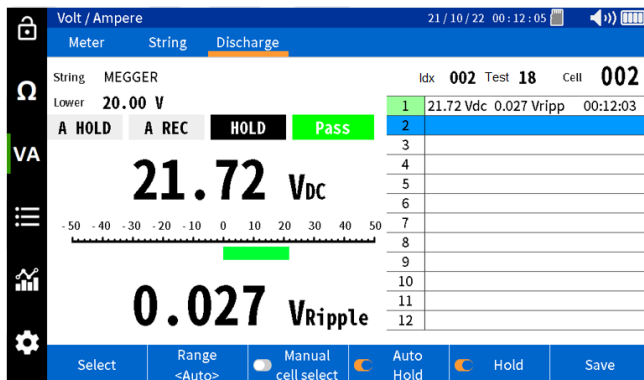 Volt / Ampere 21/10/22 00:12:05
Meter String Discharge
String MEGGER Idx 002 Test 18 Cell 002
Lower 20.00 V
A HOLD A REC HOLD Pass
Ω
VA
21.72 VDC
-50 -40 -30 -20 -10 0 10 20 30 40 50
0.027 VRipple
1 21.72 Vdc 0.027 Vripp 00:12:03
2
3
4
5
6
7
8
9
10
11
12
Select
Range
<Auto>
Manual
cell select
Auto
Hold
Hold
Save